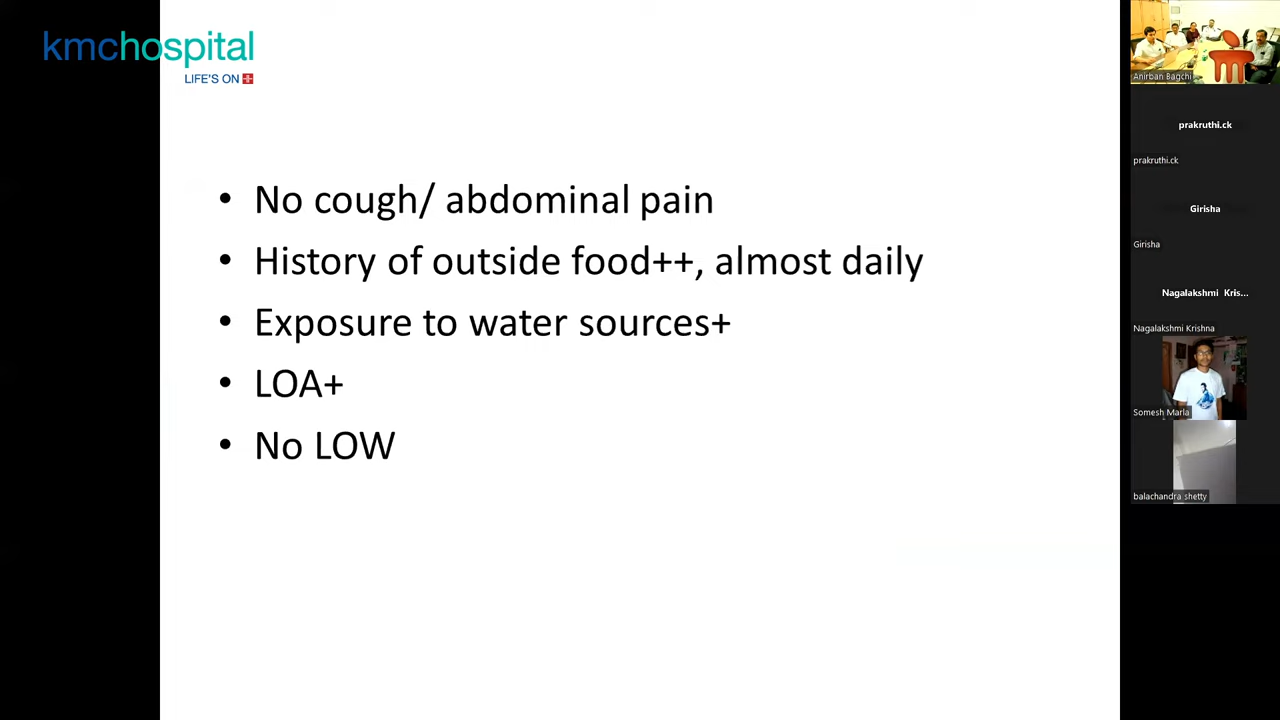 kmchospital
LIFE'S ON
• No cough/ abdominal pain
• History of outside food++, almost daily
• Exposure to water sources+
• LOA+
• No LOW
Anirban Bagchi
prakruthi.ck
prakruthi.ck
Girisha
Girisha
Nagalakshmi Kris...
Nagalakshmi Krishna
Somesh Marla
balachandra shetty